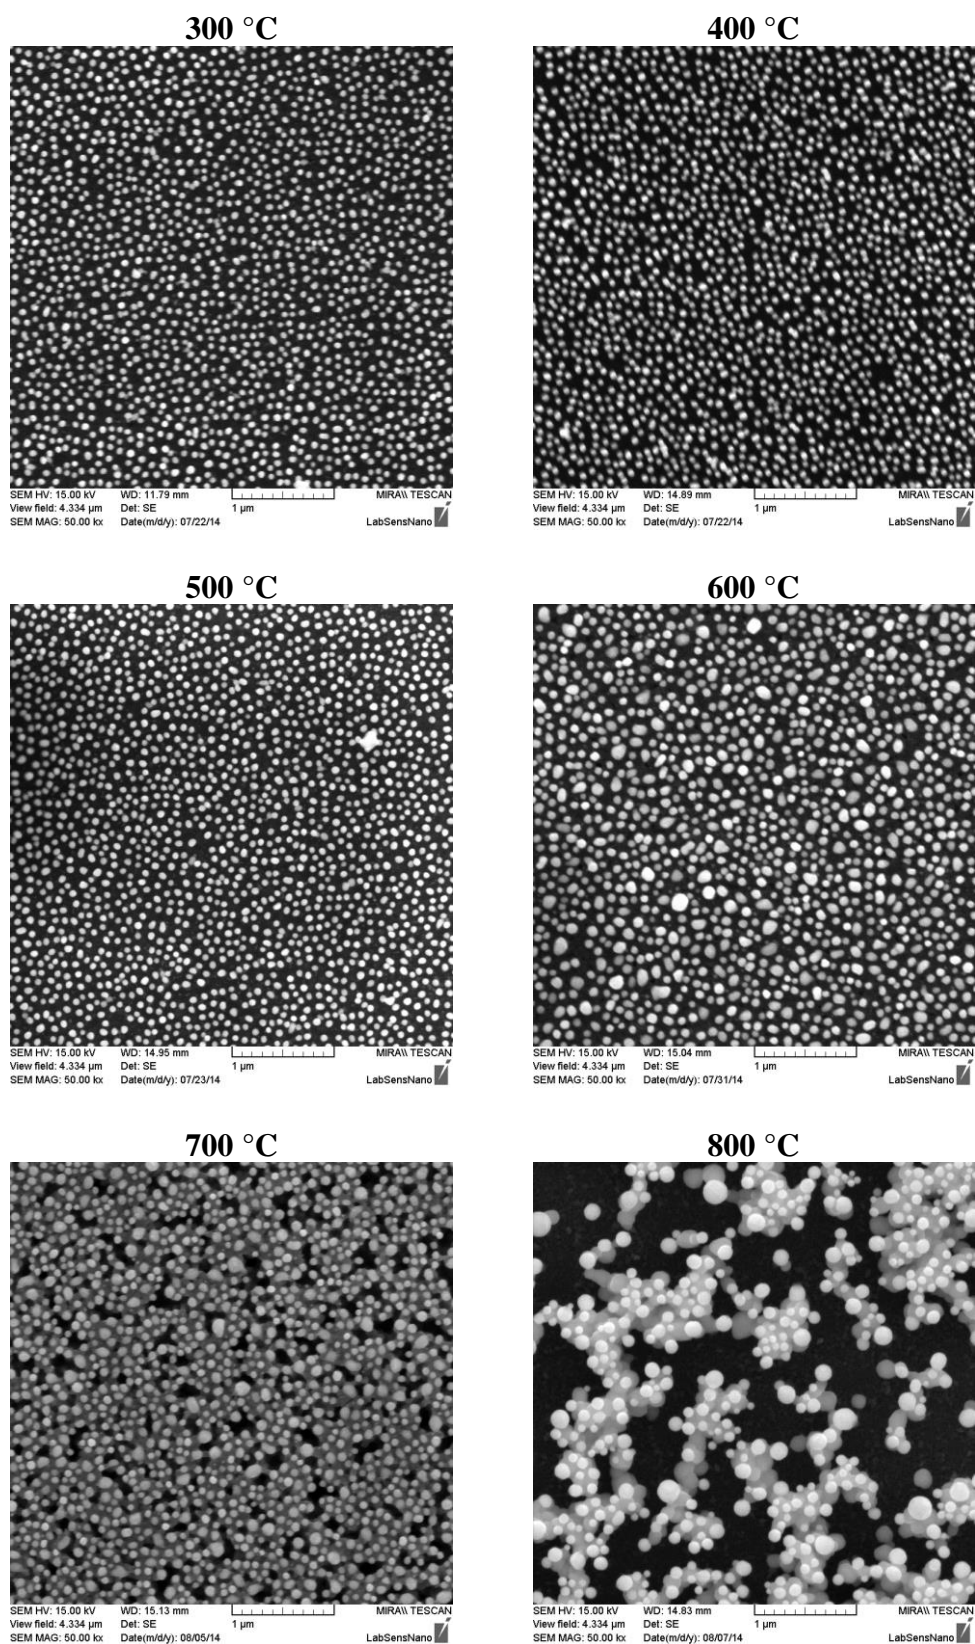 300 °C
400 °C
SEM HV: 15.00 kV WD: 11.79 mm MIRA\\ TESCAN
View field: 4.334 µm Det: SE 1 µm
SEM MAG: 50.00 kx Date(m/d/y): 07/22/14 LabSensNano
SEM HV: 15.00 kV WD: 14.89 mm MIRA\\ TESCAN
View field: 4.334 µm Det: SE 1 µm
SEM MAG: 50.00 kx Date(m/d/y): 07/22/14 LabSensNano
500 °C
600 °C
SEM HV: 15.00 kV WD: 14.95 mm MIRA\\ TESCAN
View field: 4.334 µm Det: SE 1 µm
SEM MAG: 50.00 kx Date(m/d/y): 07/23/14 LabSensNano
SEM HV: 15.00 kV WD: 15.04 mm MIRA\\ TESCAN
View field: 4.334 µm Det: SE 1 µm
SEM MAG: 50.00 kx Date(m/d/y): 07/31/14 LabSensNano
700 °C
800 °C
SEM HV: 15.00 kV WD: 15.13 mm MIRA\\ TESCAN
View field: 4.334 µm Det: SE 1 µm
SEM MAG: 50.00 kx Date(m/d/y): 08/05/14 LabSensNano
SEM HV: 15.00 kV WD: 14.83 mm MIRA\\ TESCAN
View field: 4.334 µm Det: SE 1 µm
SEM MAG: 50.00 kx Date(m/d/y): 08/07/14 LabSensNano